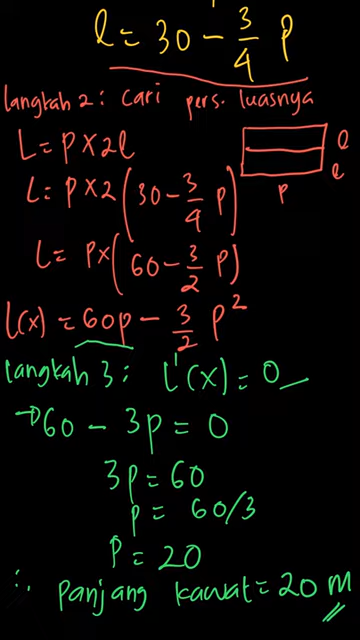 l = 30 - 3/4 p
langkah 2: cari pers. luasnya
L = p x 2l
l
l
p
L = p x 2 (30 - 3/4 p)
L = p x (60 - 3/2 p)
L(x) = 60p - 3/2 p²
langkah 3: L'(x) = 0
→ 60 - 3p = 0
3p = 60
p = 60/3
p = 20
∴ panjang kawat = 20 m